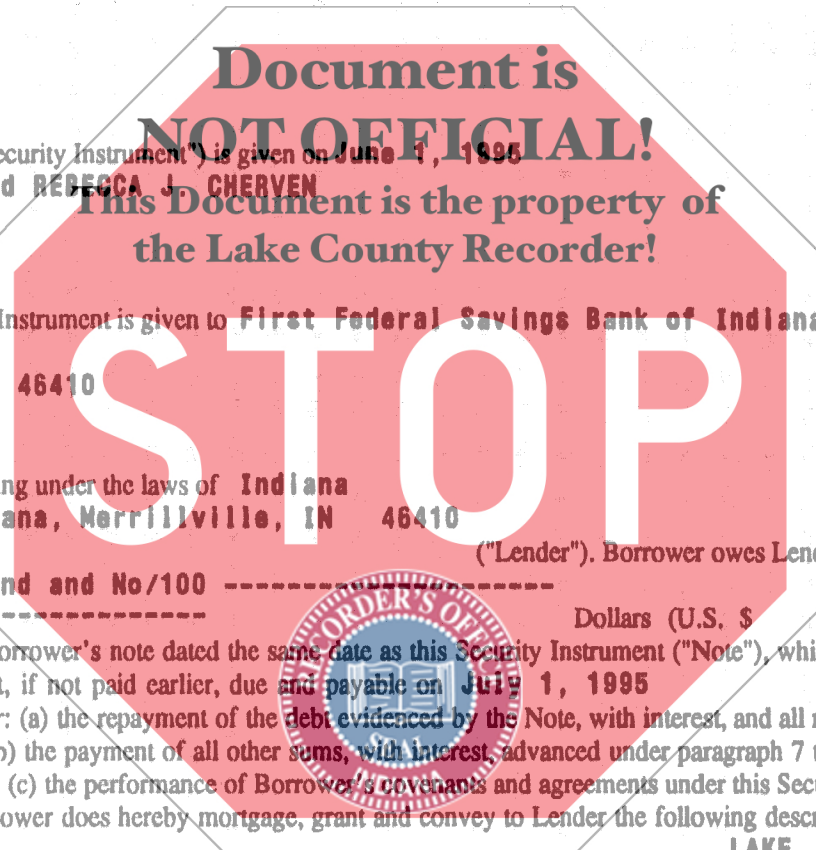 Document is
NOT OFFICIAL!
ecurity Instrument") is given on June 1, 1995
d REBECCA J. CHERVEN
This Document is the property of
the Lake County Recorder!
Instrument is given to First Federal Savings Bank of Indiana
46410
STOP
ng under the laws of Indiana
ana, Merrillville, IN 46410
("Lender"). Borrower owes Lend
nd and No/100 ---------------------
-------------
Dollars (U.S. $
orrower's note dated the same date as this Security Instrument ("Note"), whi
t, if not paid earlier, due and payable on July 1, 1995
r: (a) the repayment of the debt evidenced by the Note, with interest, and all r
b) the payment of all other sums, with interest, advanced under paragraph 7 t
(c) the performance of Borrower's covenants and agreements under this Secu
ower does hereby mortgage, grant and convey to Lender the following descr
LAKE
RECORDER'S OFFICE
SEAL